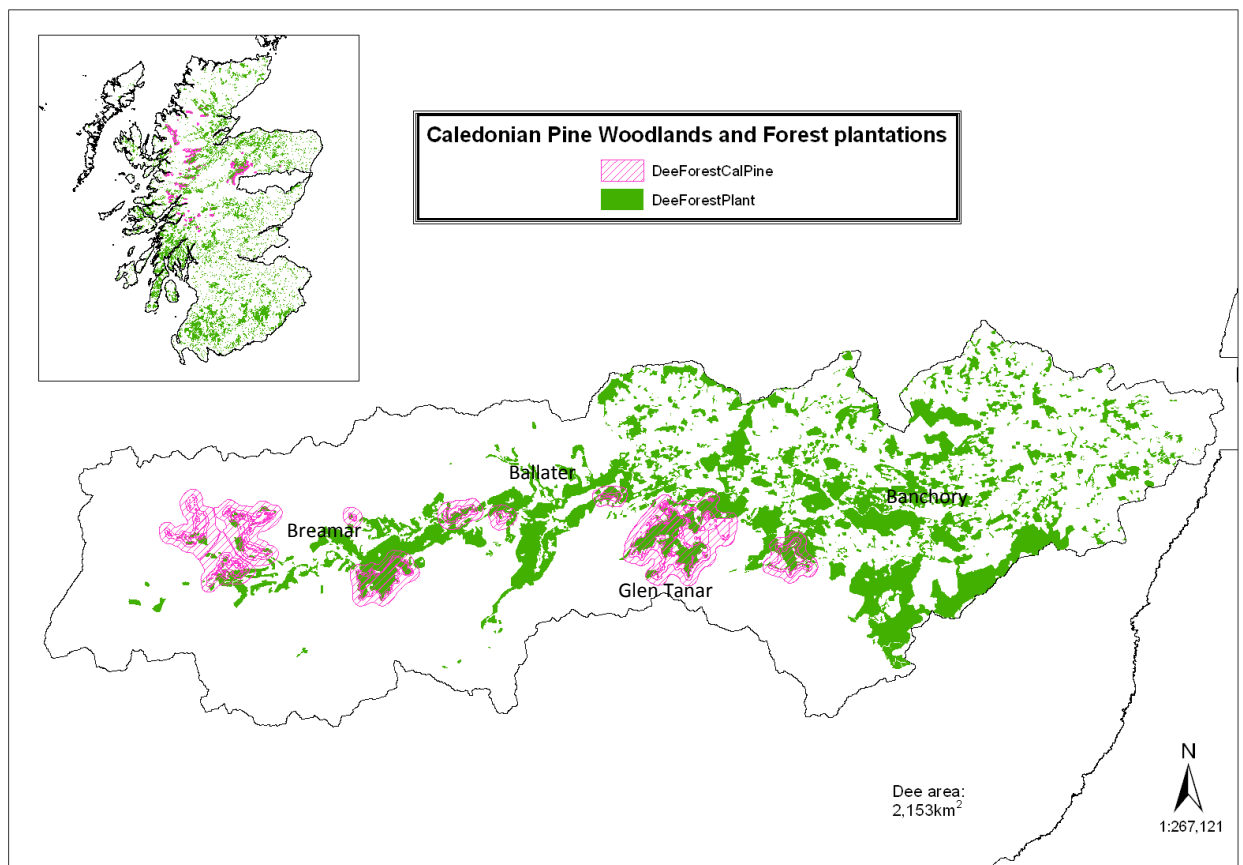 Caledonian Pine Woodlands and Forest plantations
DeeForestCalPine
DeeForestPlant
Ballater
Banchory
Breamar
Glen Tanar
Dee area:
2,153km²
N
1:267,121